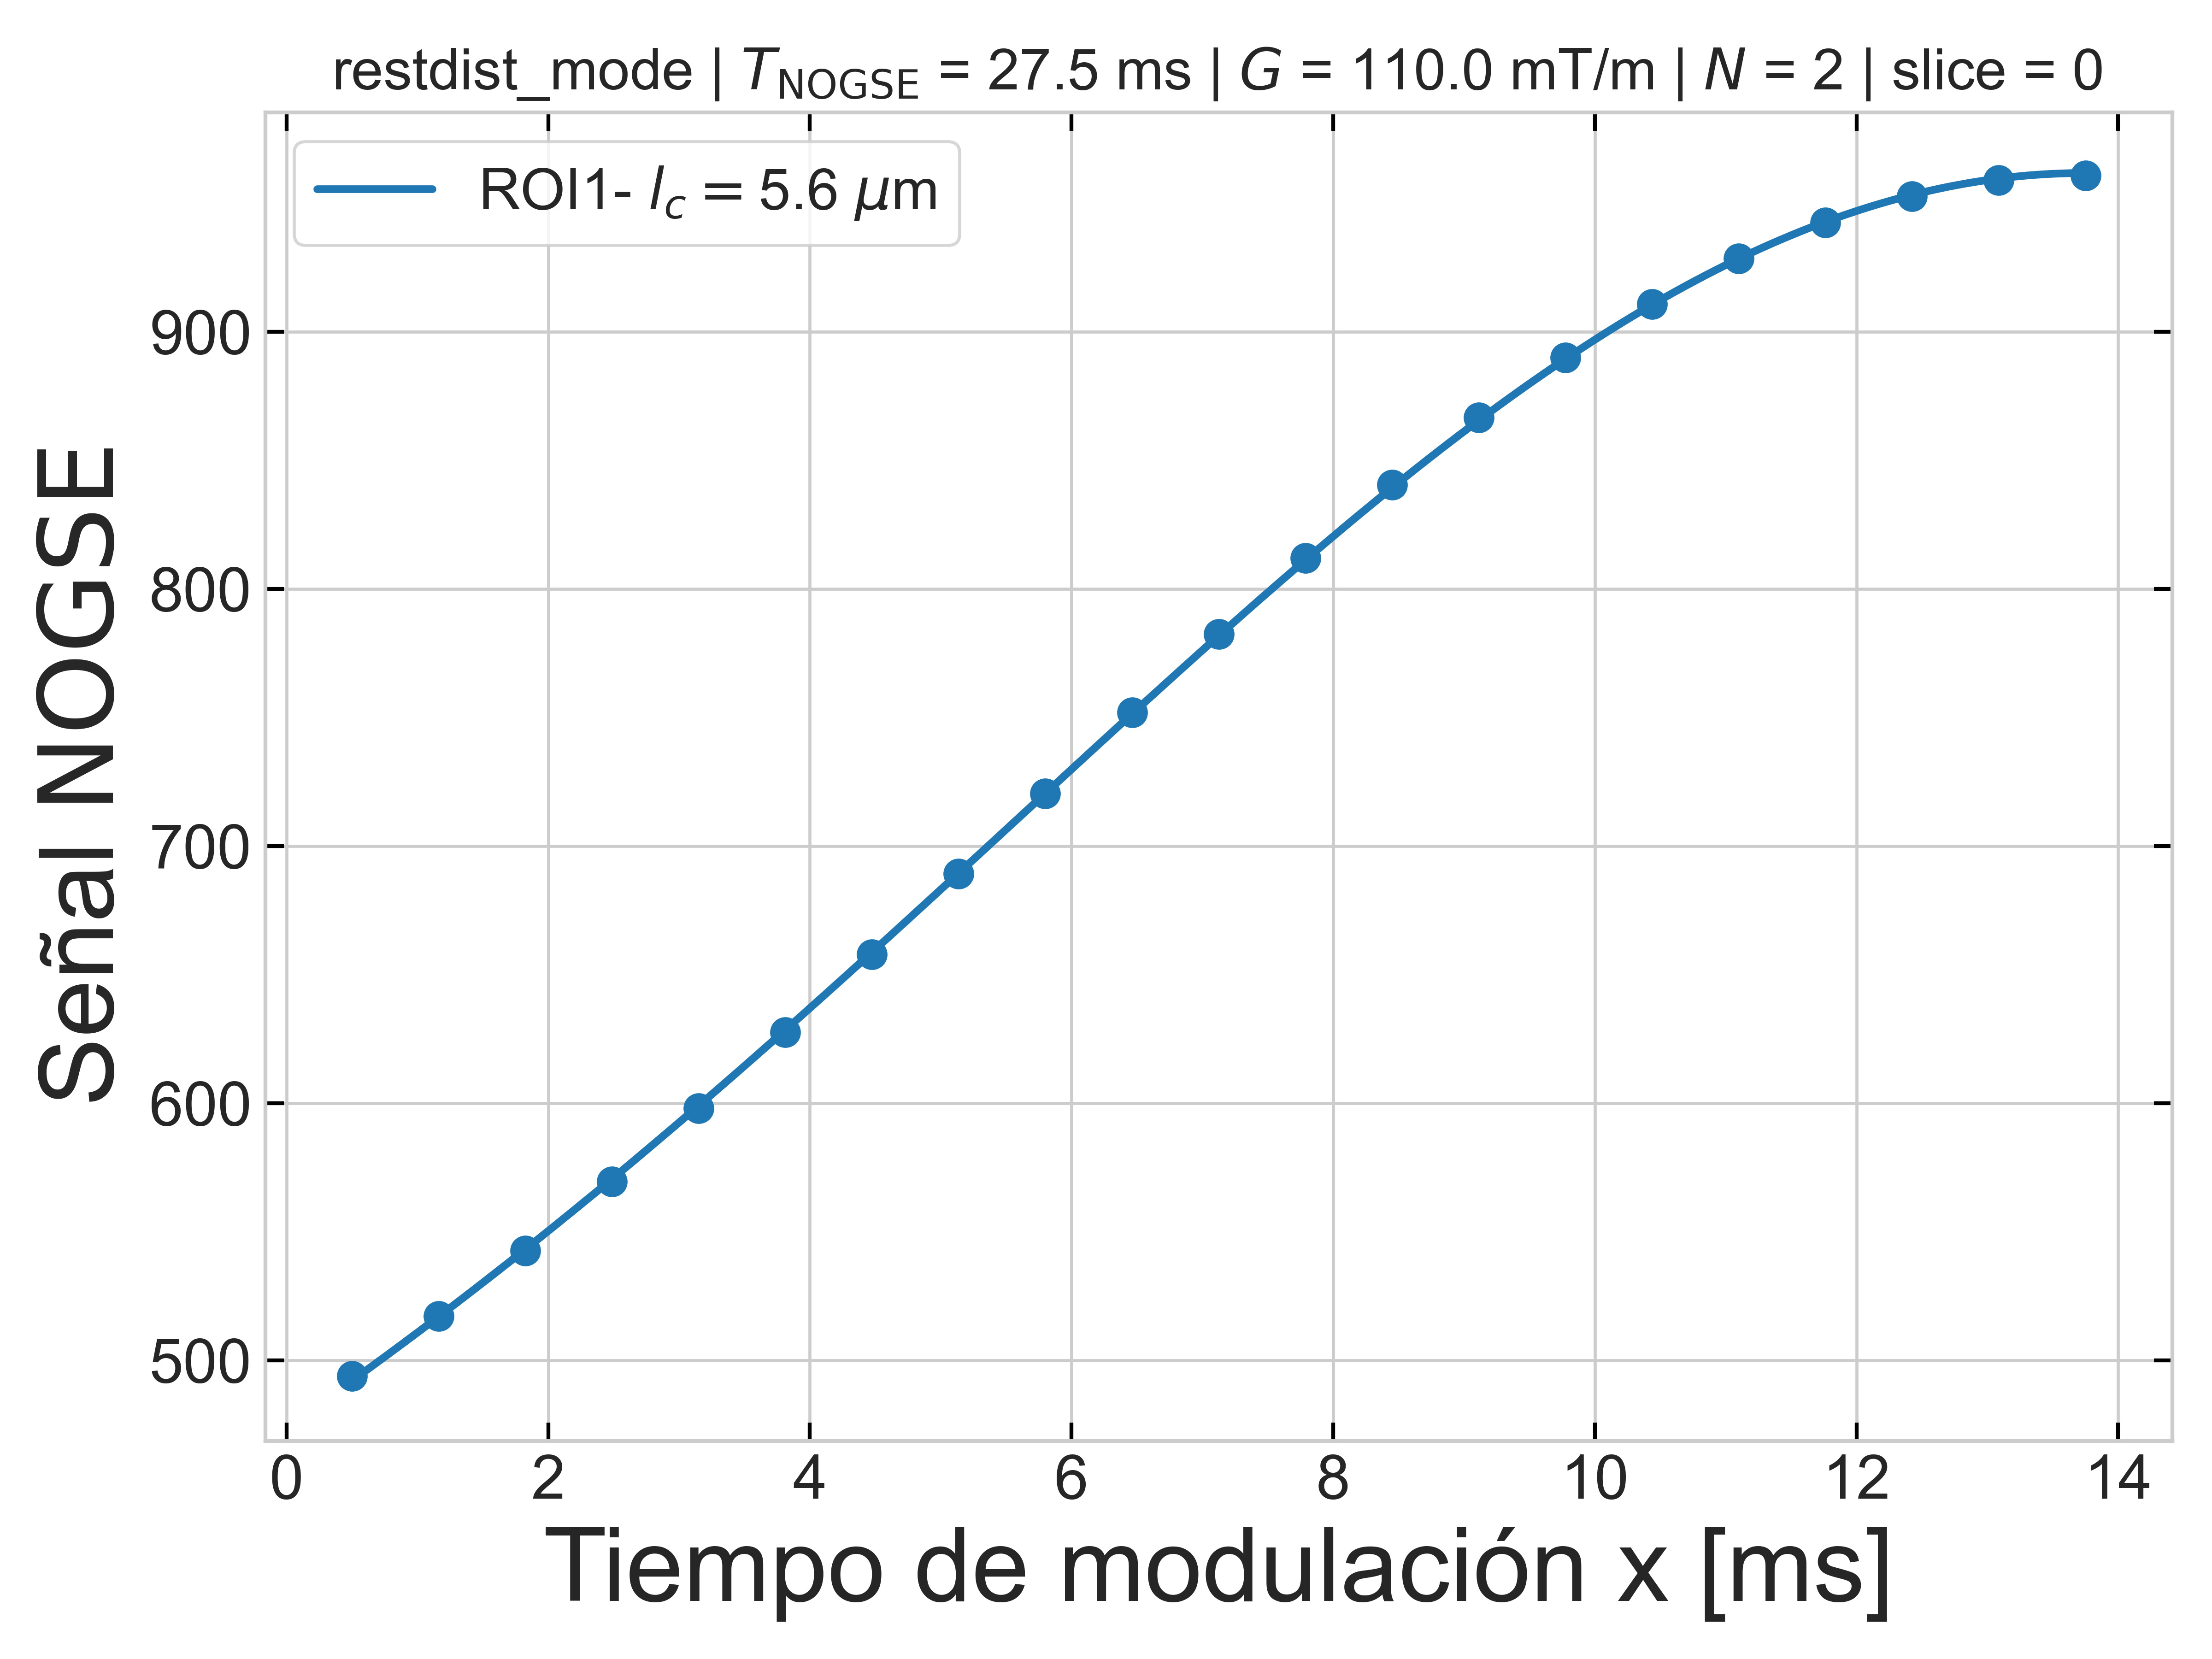 restdist_mode | T_NOGSE = 27.5 ms | G = 110.0 mT/m | N = 2 | slice = 0
ROI1- l_c = 5.6 μm
Señal NOGSE
900
800
700
600
500
0 2 4 6 8 10 12 14
Tiempo de modulación x [ms]